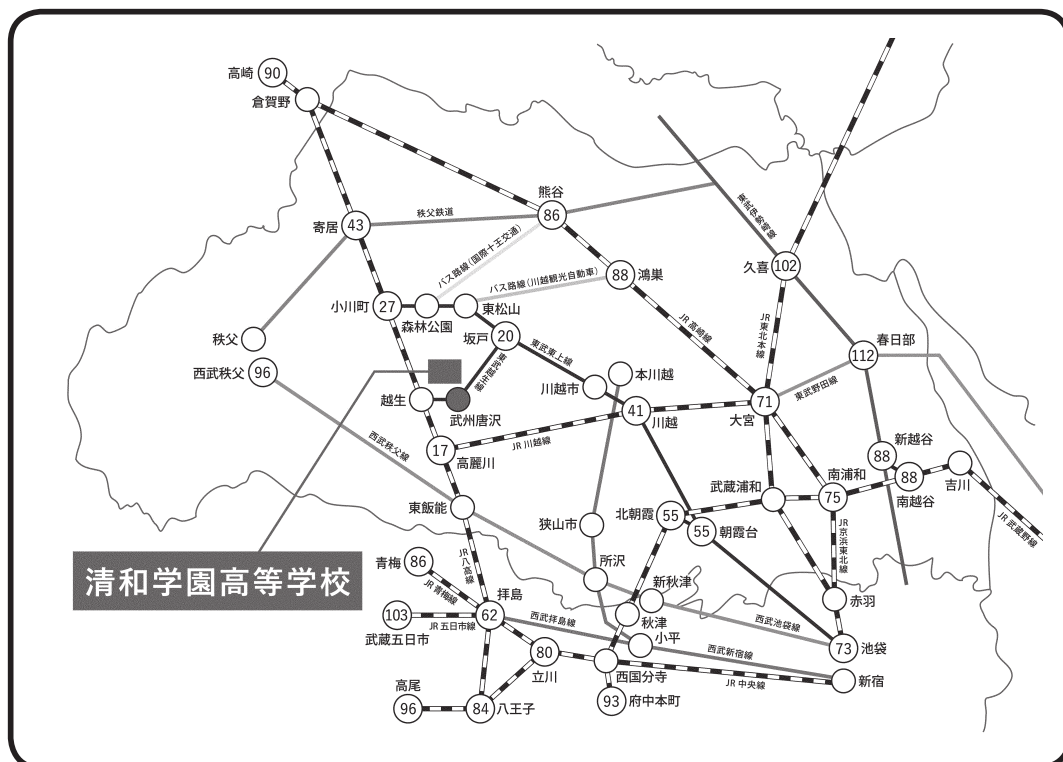 高崎 90
倉賀野
熊谷
86
寄居 43
秩父鉄道
東武伊勢崎線
バス路線（国際十王交通）
バス路線（川越観光自動車）
久喜 102
88 鴻巣
小川町 27
森林公園
東松山
JR 高崎線
JR 東北本線
坂戸 20
秩父
東武東上線
春日部
112
西武秩父 96
東武越生線
川越市
本川越
東武野田線
越生
武州唐沢
41
川越
71
大宮
17
高麗川
JR 川越線
西武秩父線
新越谷
88
南浦和
75
88
南越谷
吉川
武蔵浦和
東飯能
北朝霞 55
55 朝霞台
狭山市
JR 京浜東北線
JR 武蔵野線
JR 八高線
所沢
青梅 86
JR 青梅線
清和学園高等学校
新秋津
赤羽
拝島
62
103
武蔵五日市
JR 五日市線
西武拝島線
秋津
小平
西武池袋線
西武新宿線
73 池袋
80
立川
西国分寺
JR 中央線
新宿
高尾
96
84 八王子
93 府中本町